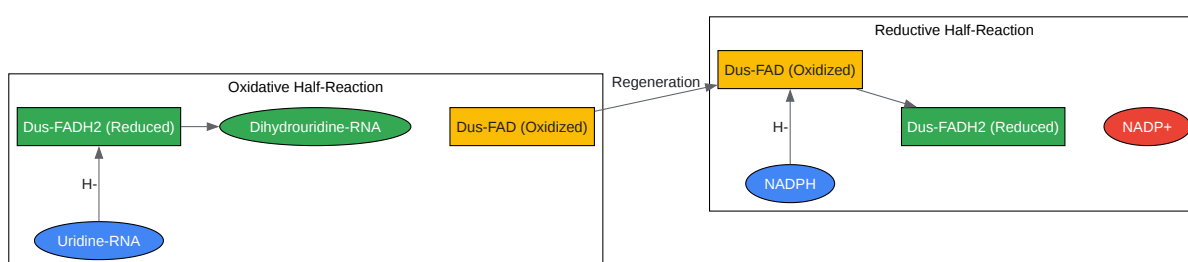 Oxidative Half-Reaction
Dus-FADH2 (Reduced)
Dihydrouridine-RNA
Dus-FAD (Oxidized)
H-
Uridine-RNA
Regeneration
Reductive Half-Reaction
Dus-FAD (Oxidized)
H-
Dus-FADH2 (Reduced)
NADP+
NADPH